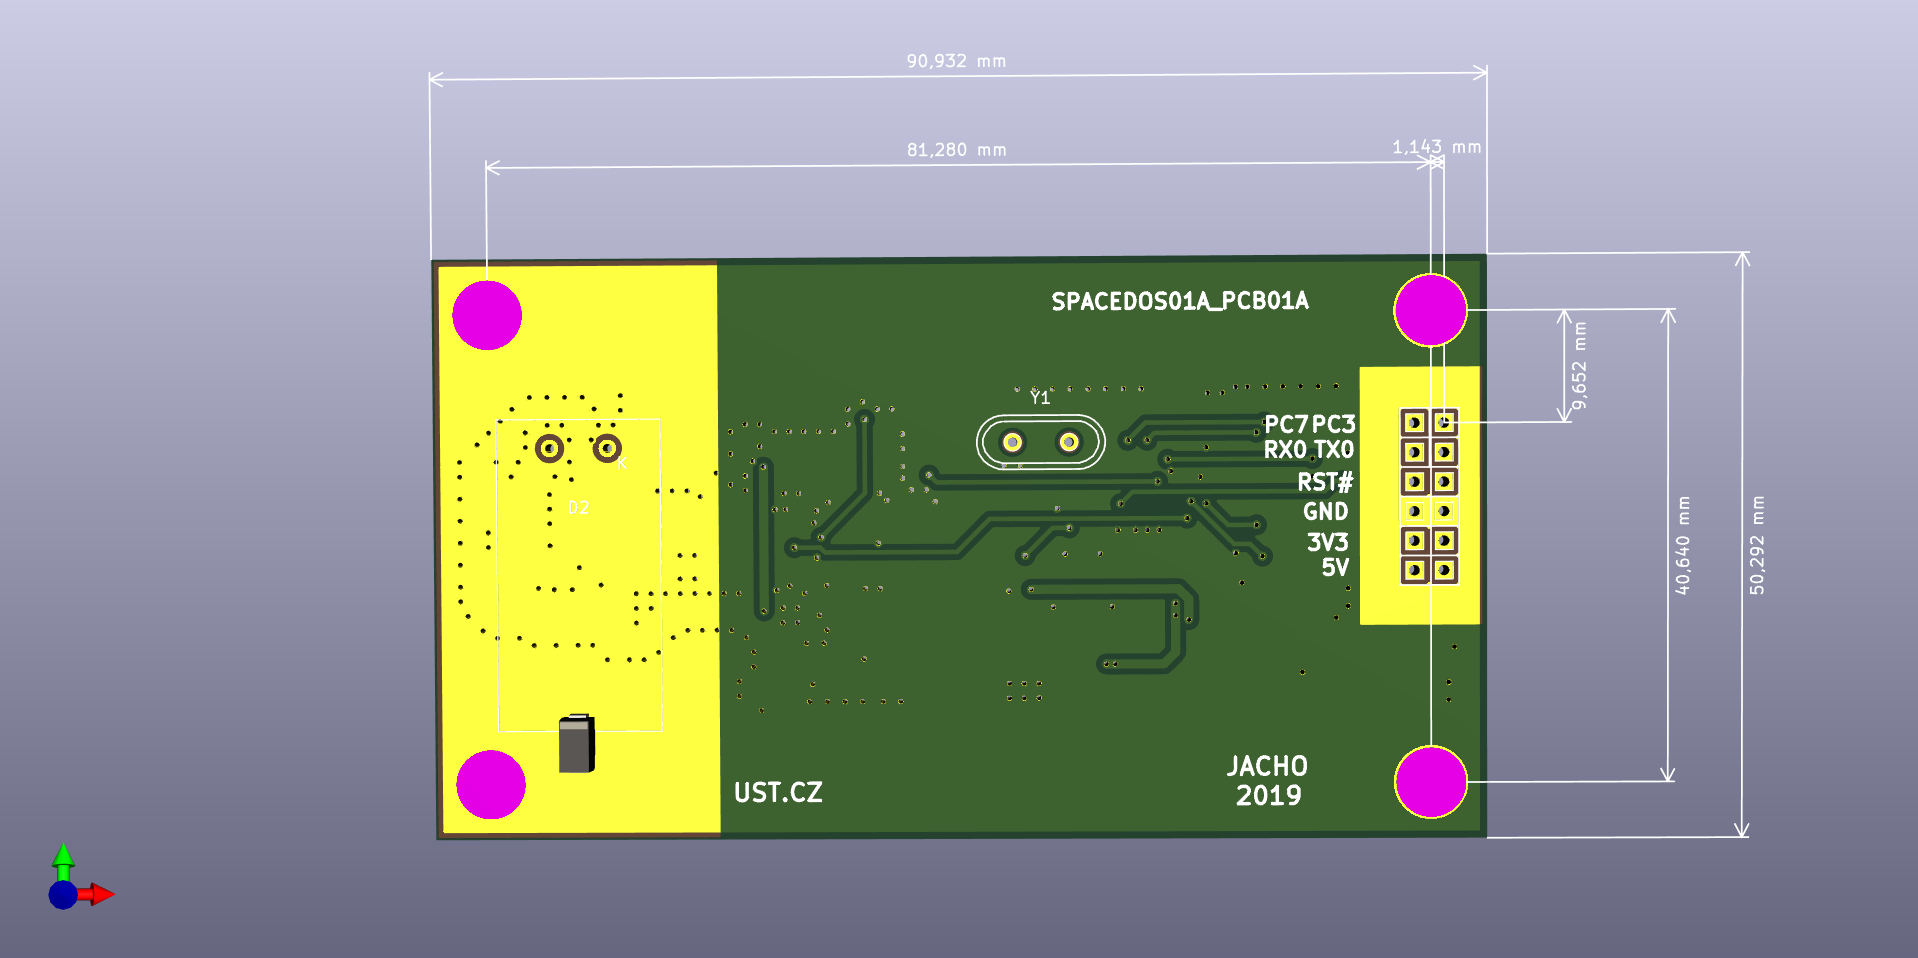 90,932 mm
81,280 mm
1,143 mm
SPACEDOS01A_PCB01A
9,652 mm
Y1
PC7 PC3
RX0 TX0
K
RST#
D2
GND
40,640 mm
50,292 mm
3V3
5V
JACHO
UST.CZ
2019